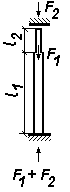 F₂
l₂
F₁
l₁
F₁ + F₂